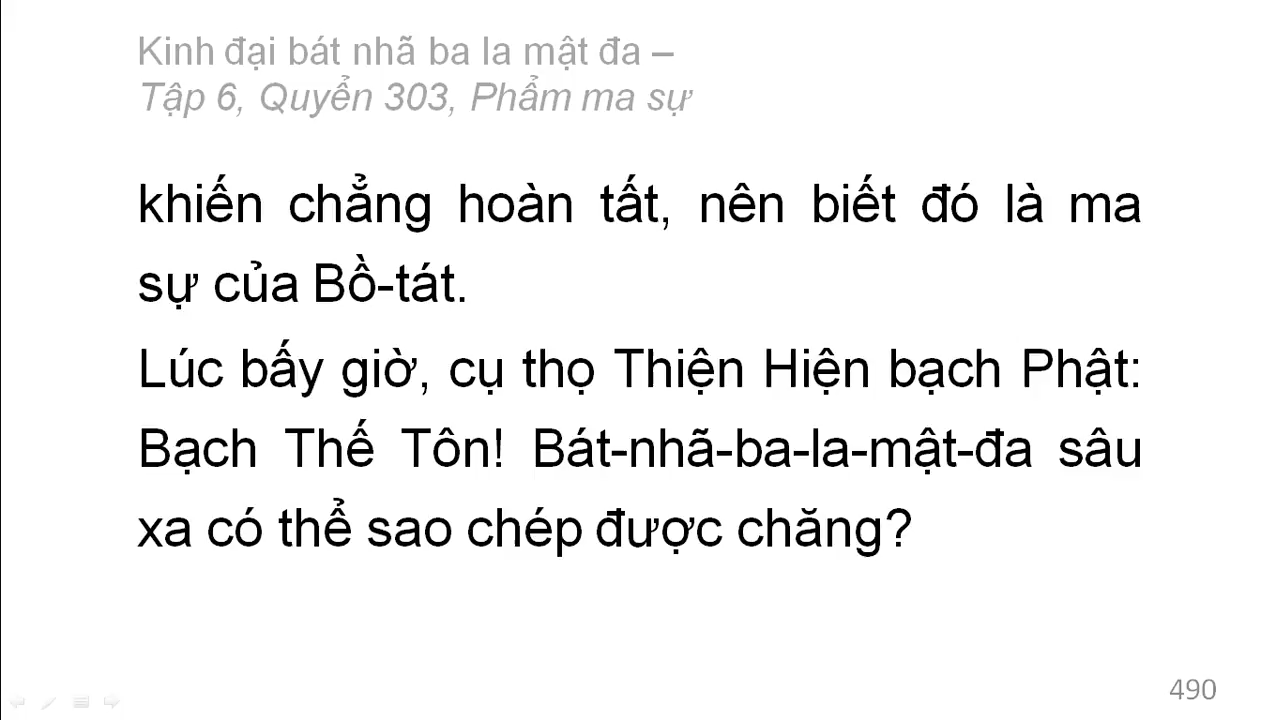 Kinh đại bát nhã ba la mật đa –
Tập 6, Quyển 303, Phẩm ma sự
khiến chẳng hoàn tất, nên biết đó là ma
sự của Bồ-tát.
Lúc bấy giờ, cụ thọ Thiện Hiện bạch Phật:
Bạch Thế Tôn! Bát-nhã-ba-la-mật-đa sâu
xa có thể sao chép được chăng?
490